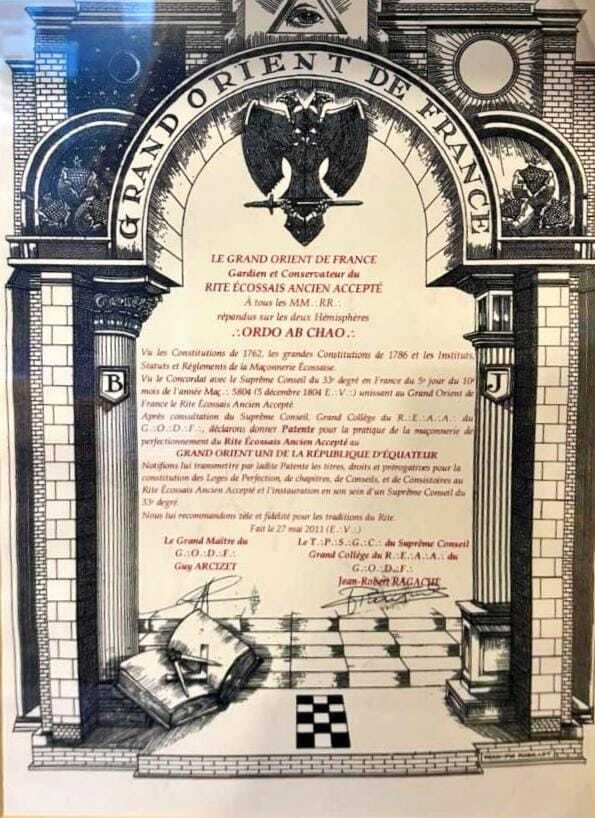 GRAND ORIENT DE FRANCE
LE GRAND ORIENT DE FRANCE
Gardien et Conservateur du
RITE ÉCOSSAIS ANCIEN ACCEPTÉ
À tous les MM∴RR∴
répandus sur les deux Hémisphères
∴ORDO AB CHAO∴
Vu les Constitutions de 1762, les grandes Constitutions de 1786 et les Instituts,
Statuts et Règlements de la Maçonnerie Écossaise.
Vu le Concordat avec le Suprême Conseil du 33e degré en France du 5e jour du 10e
mois de l'année Maç∴ 5804 (5 décembre 1804 E∴V∴) unissant au Grand Orient de
France le Rite Écossais Ancien Accepté.
Après consultation du Suprême Conseil, Grand Collège du R∴E∴A∴A∴ du
G∴O∴D∴F∴, déclarons donner Patente pour la pratique de la maçonnerie de
perfectionnement du Rite Écossais Ancien Accepté au
GRAND ORIENT UNI DE LA RÉPUBLIQUE D'ÉQUATEUR
Notifions lui transmettre par ladite Patente les titres, droits et prérogatives pour la
constitution des Loges de Perfection, de chapitres, de Conseils, et de Consistoires au
Rite Écossais Ancien Accepté et l'instauration en son sein d'un Suprême Conseil du
33e degré.
Nous lui recommandons zèle et fidélité pour les traditions du Rite.
Fait le 27 mai 2011 (E∴V∴)
Le Grand Maître du
G∴O∴D∴F∴
Guy ARCIZET
Le T∴P∴S∴G∴C∴ du Suprême Conseil
Grand Collège du R∴E∴A∴A∴ du
G∴O∴D∴F∴
Jean-Robert RAGACHE
B
J